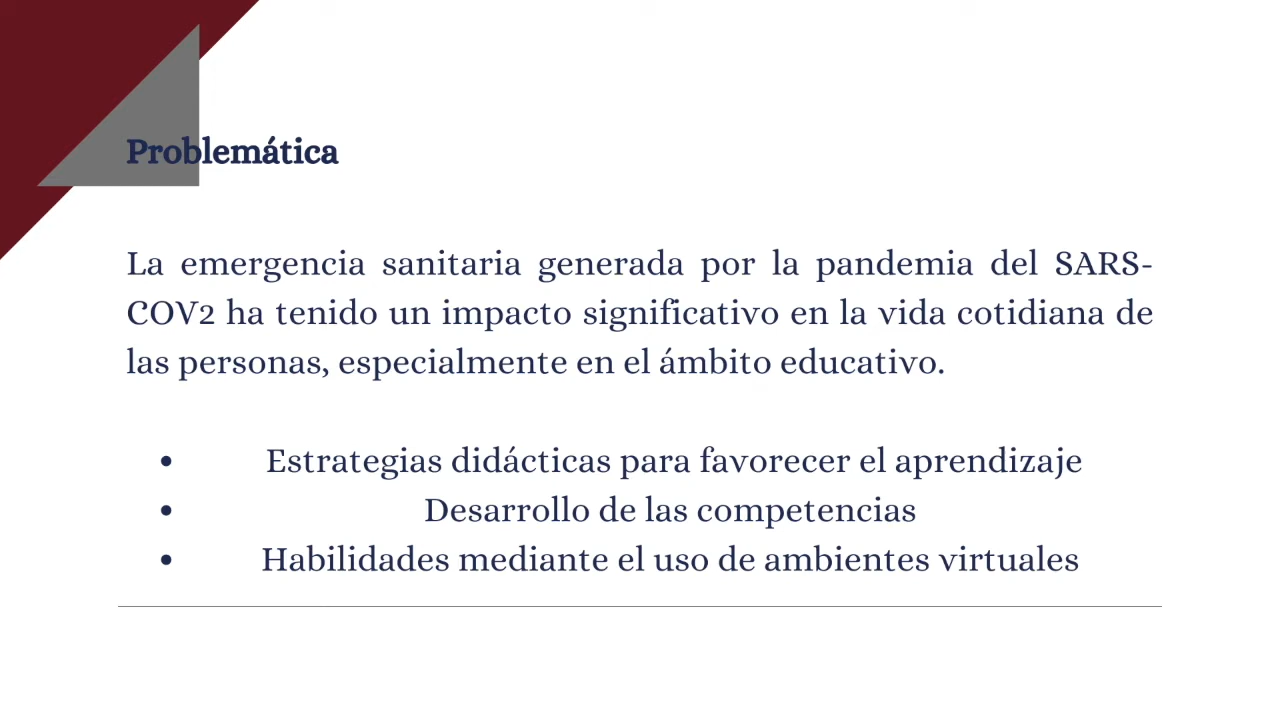 Problemática
La emergencia sanitaria generada por la pandemia del SARS-
COV2 ha tenido un impacto significativo en la vida cotidiana de
las personas, especialmente en el ámbito educativo.
• Estrategias didácticas para favorecer el aprendizaje
• Desarrollo de las competencias
• Habilidades mediante el uso de ambientes virtuales